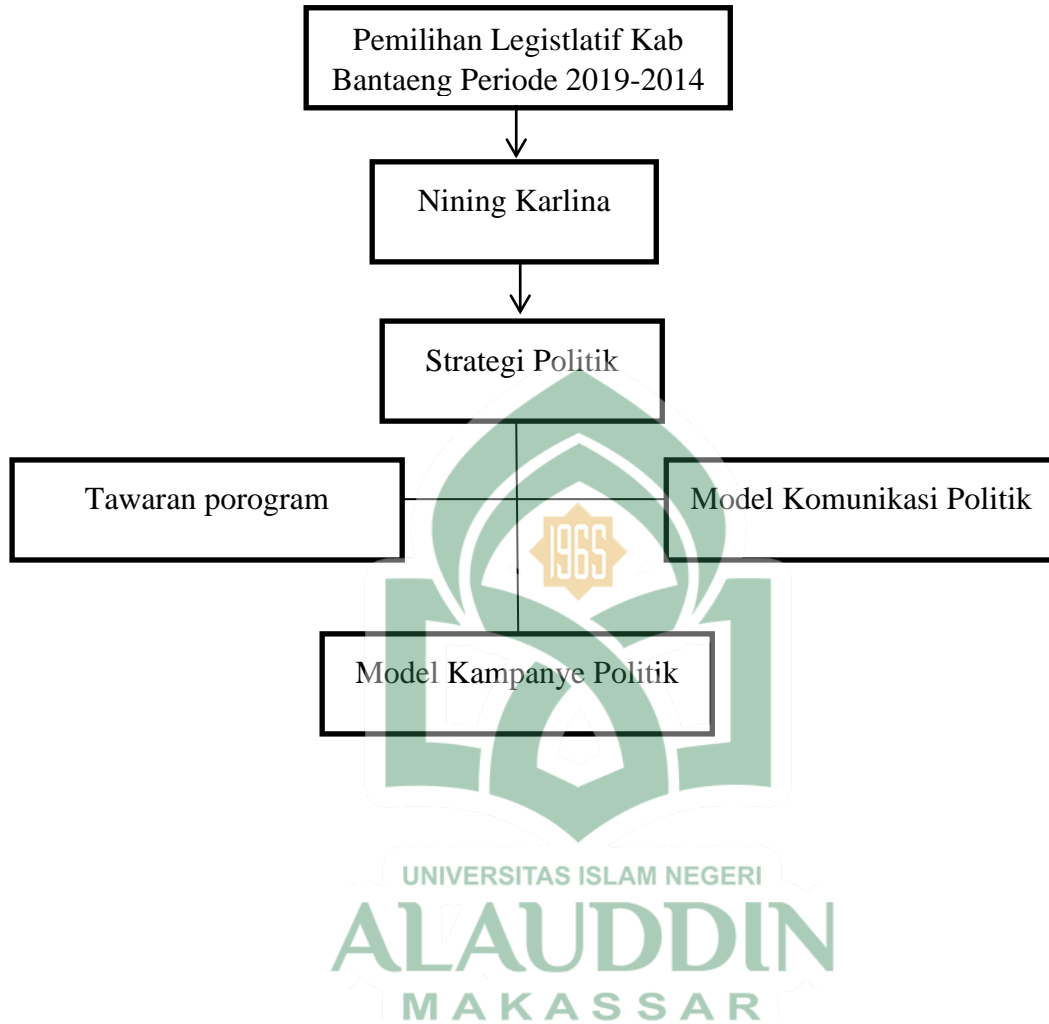 Pemilihan Legistlatif Kab
Bantaeng Periode 2019-2014
Nining Karlina
Strategi Politik
Tawaran porogram
Model Komunikasi Politik
1965
Model Kampanye Politik
UNIVERSITAS ISLAM NEGERI
ALAUDDIN
MAKASSAR